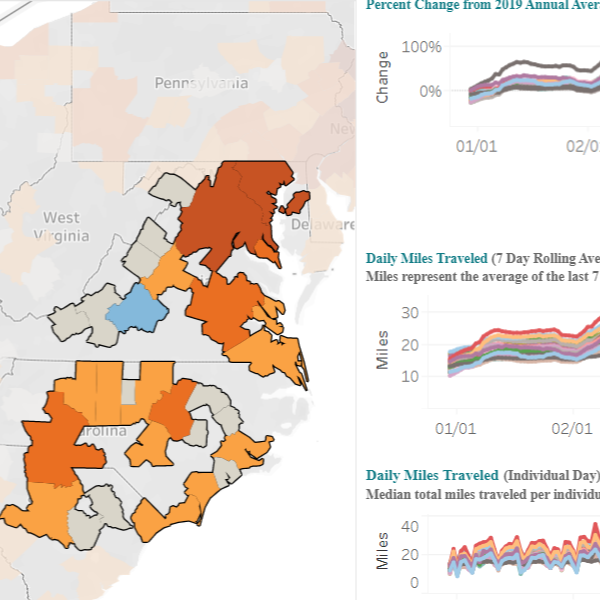 Pennsylvania
West
Virginia
Delaware
Percent Change from 2019 Annual Aver
Change
100%
0%
01/01
02/0
Daily Miles Traveled (7 Day Rolling Ave
Miles represent the average of the last 7
Miles
30
20
10
01/01
02/01
Daily Miles Traveled (Individual Day)
Median total miles traveled per individu
Miles
40
20
0